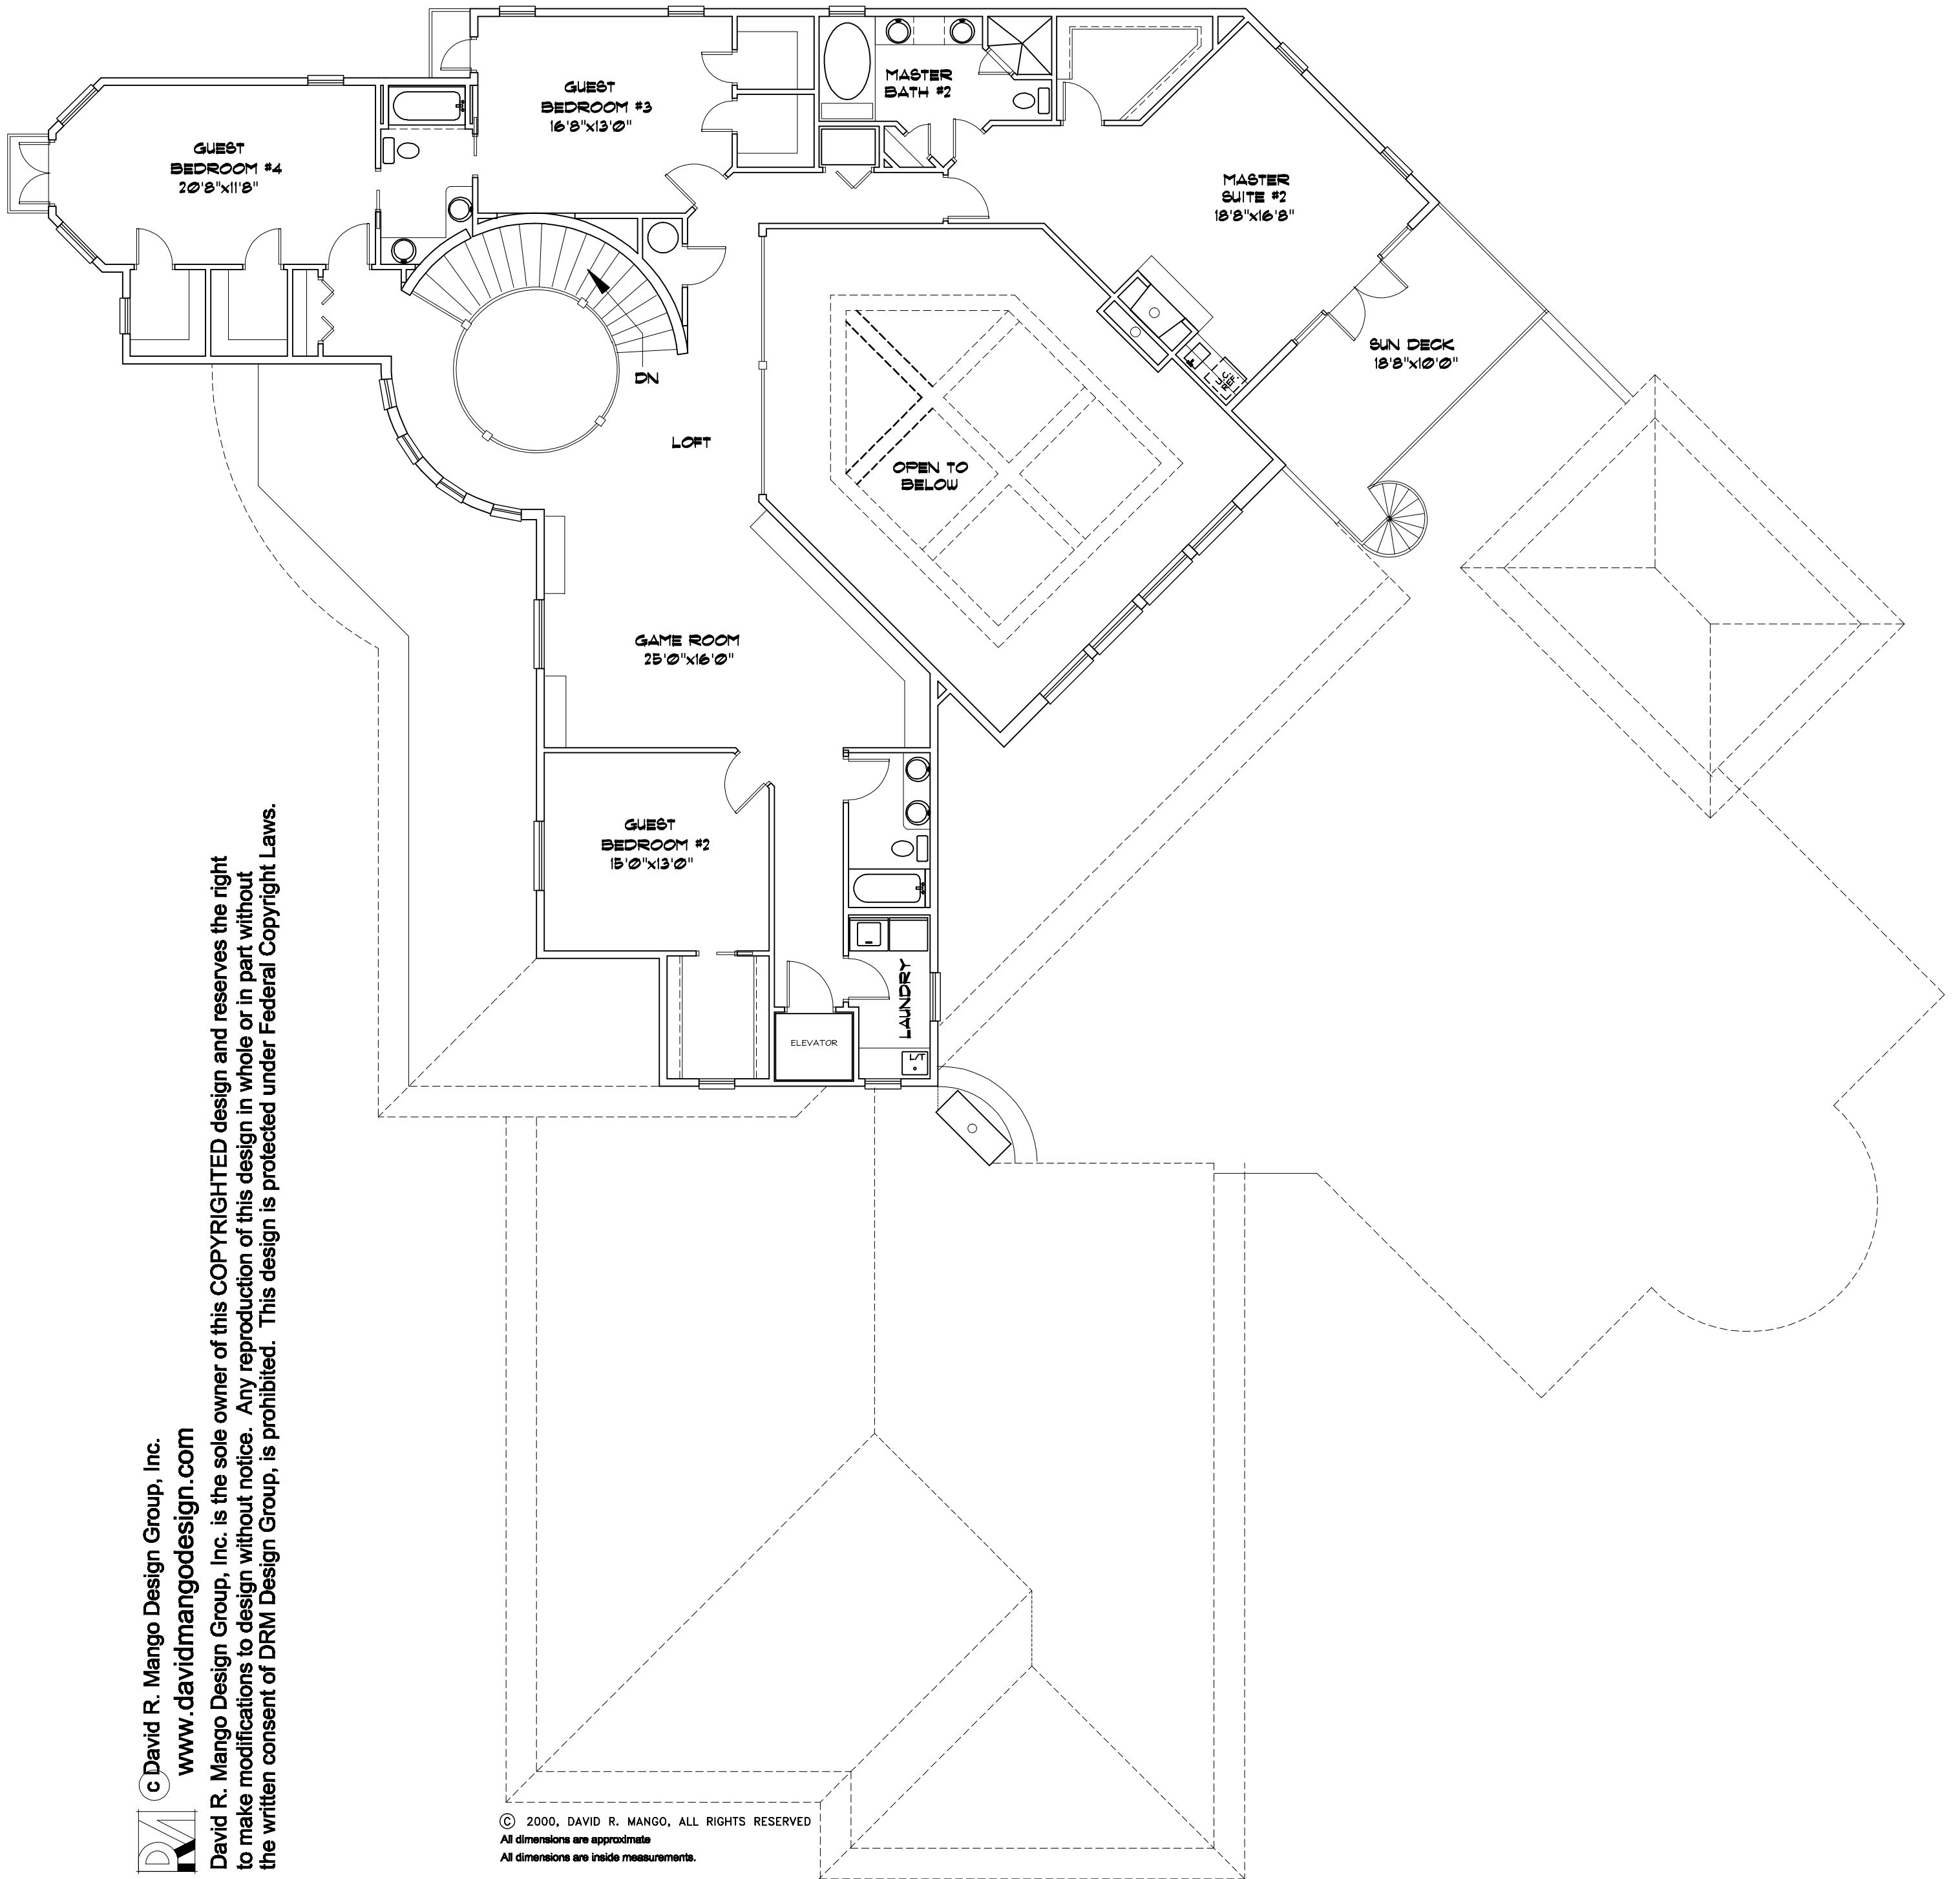 GUEST
BEDROOM #3
16'8"x13'0"
MASTER
BATH #2
GUEST
BEDROOM #4
20'8"x11'8"
MASTER
SUITE #2
18'8"x16'8"
SUN DECK
18'8"x10'0"
U.C.
REF.
DN
LOFT
OPEN TO
BELOW
GAME ROOM
25'0"x16'0"
GUEST
BEDROOM #2
15'0"x13'0"
LAUNDRY
ELEVATOR
L/T
DRM
c David R. Mango Design Group, Inc.
www.davidmangodesign.com
David R. Mango Design Group, Inc. is the sole owner of this COPYRIGHTED design and reserves the right
to make modifications to design without notice. Any reproduction of this design in whole or in part without
the written consent of DRM Design Group, is prohibited. This design is protected under Federal Copyright Laws.
© 2000, DAVID R. MANGO, ALL RIGHTS RESERVED
All dimensions are approximate
All dimensions are inside measurements.